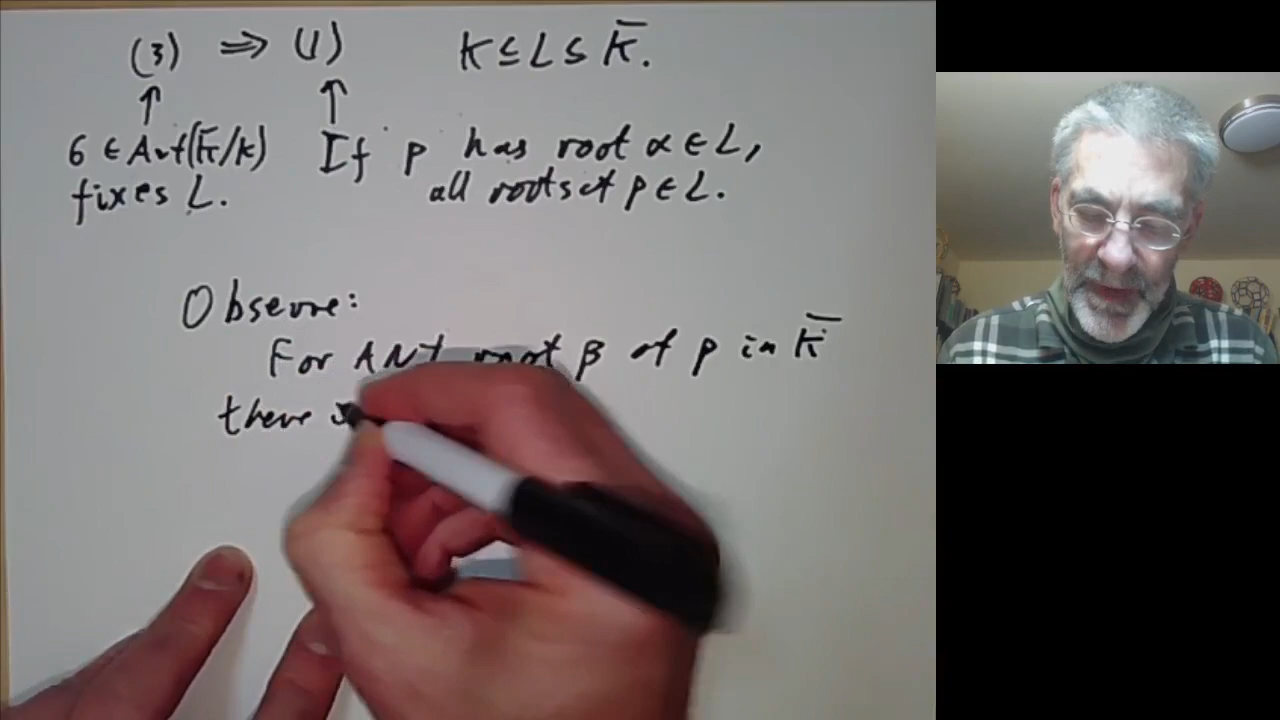 (3) ⇒ (1) K ⊆ L ⊆ K̄.
↑ ↑
σ ∈ Aut(K̄/K) If p has root α ∈ L,
fixes L. all roots of p ∈ L.
Observe:
For ANY root β of p in K̄
there